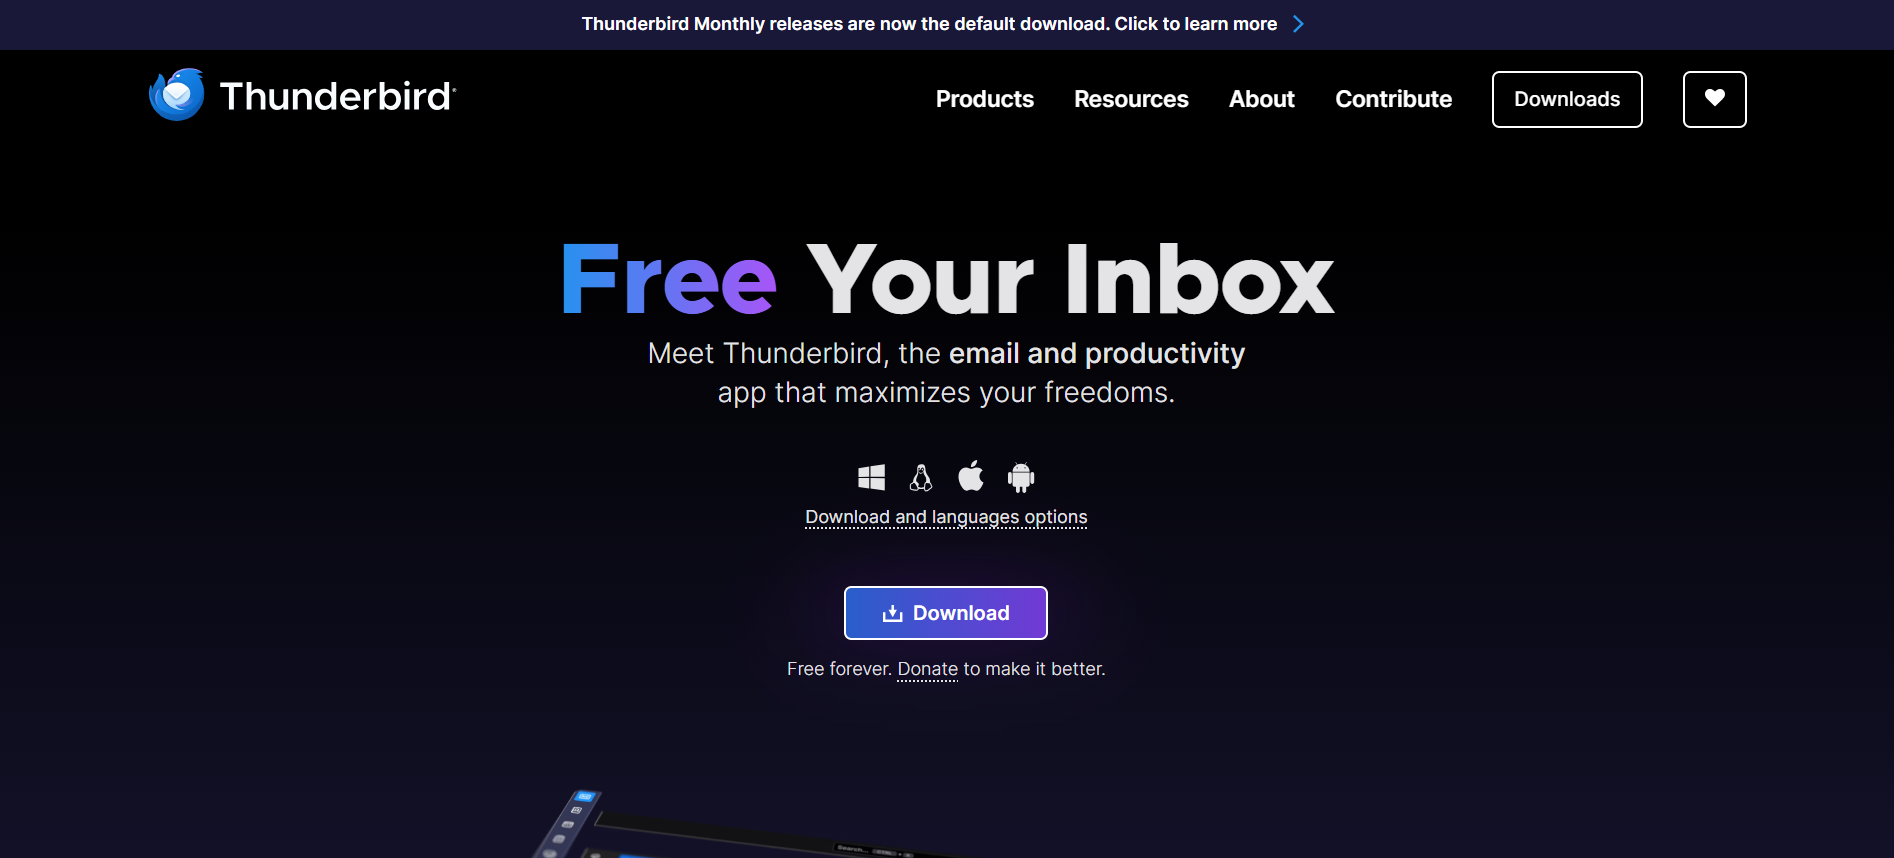 Thunderbird Monthly releases are now the default download. Click to learn more
Thunderbird
Products
Resources
About
Contribute
Downloads
Free Your Inbox
Meet Thunderbird, the email and productivity
app that maximizes your freedoms.
Download and languages options
Download
Free forever. Donate to make it better.
Search...